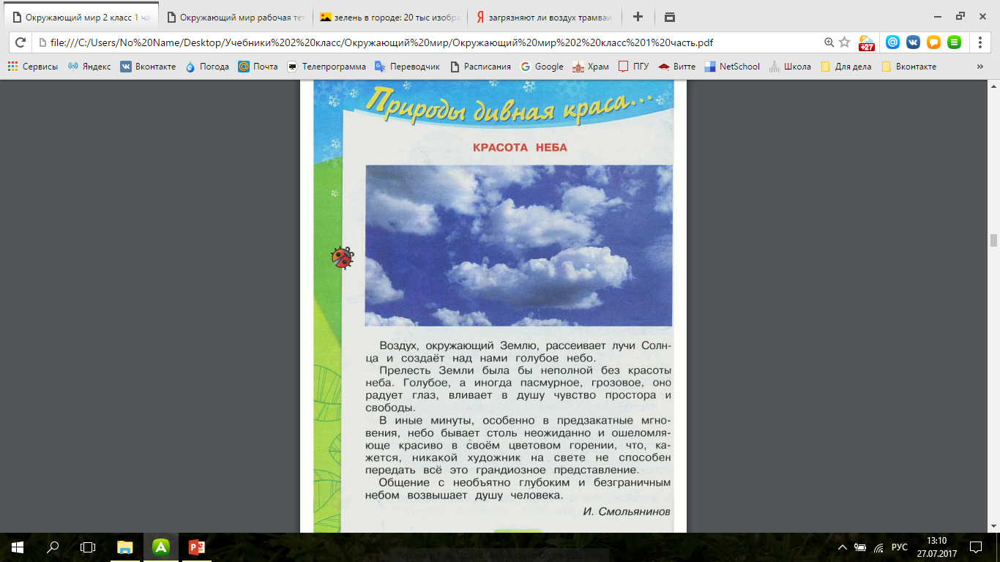 Окружающий мир 2 класс 1 ча
Окружающий мир рабочая тет
зелень в городе: 20 тыс изобра
загрязняют ли воздух трамваи
file:///C:/Users/No%20Name/Desktop/Учебники%202%20класс/Окружающий%20мир/Окружающий%20мир%202%20класс%201%20часть.pdf
+27
Сервисы Яндекс Вконтакте Погода Почта Телепрограмма Переводчик Расписания Google Храм ПГУ Витте NetSchool Школа Для дела Вконтакте »
Природы дивная краса...
КРАСОТА НЕБА
Воздух, окружающий Землю, рассеивает лучи Солн-
ца и создаёт над нами голубое небо.
Прелесть Земли была бы неполной без красоты
неба. Голубое, а иногда пасмурное, грозовое, оно
радует глаз, вливает в душу чувство простора и
свободы.
В иные минуты, особенно в предзакатные мгно-
вения, небо бывает столь неожиданно и ошеломля-
юще красиво в своём цветовом горении, что, ка-
жется, никакой художник на свете не способен
передать всё это грандиозное представление.
Общение с необъятно глубоким и безграничным
небом возвышает душу человека.
И. Смольянинов
РУС
13:10
27.07.2017